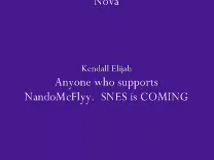 Nova
Kendall Elijah
Anyone who supports
NandoMcFlyy. SNES is COMING